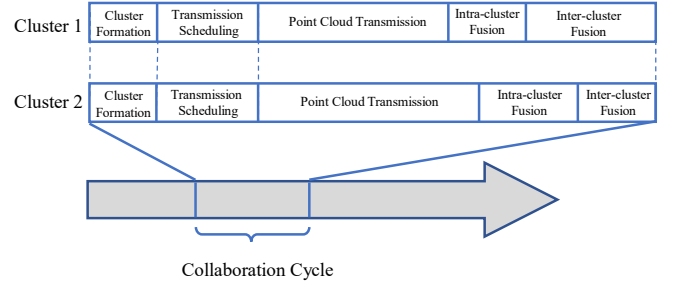 Cluster 1
Cluster
Formation
Transmission
Scheduling
Point Cloud Transmission
Intra-cluster
Fusion
Inter-cluster
Fusion
Cluster 2
Cluster
Formation
Transmission
Scheduling
Point Cloud Transmission
Intra-cluster
Fusion
Inter-cluster
Fusion
Collaboration Cycle